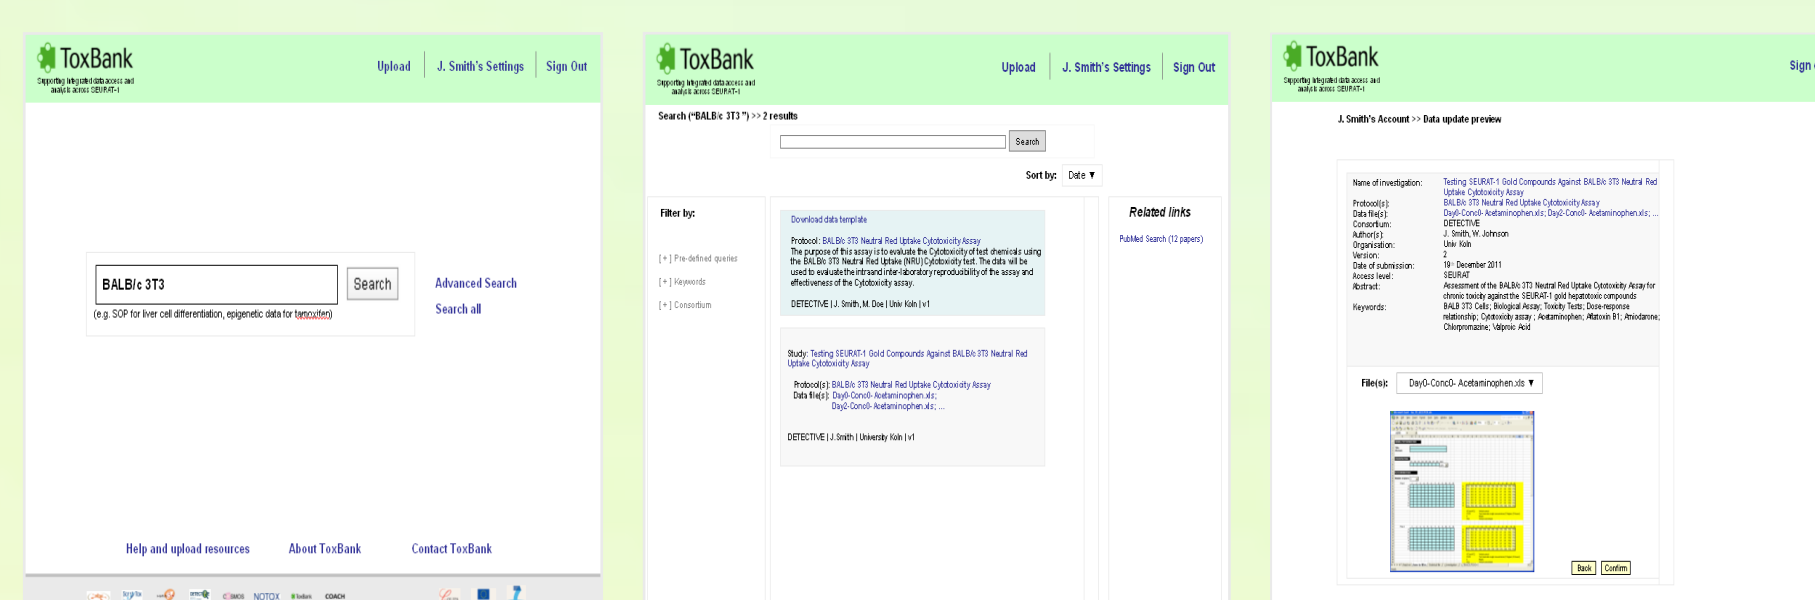 ToxBank
Supporting integrated data access and
analysis across SEURAT-1
Upload
J. Smith's Settings
Sign Out
BALB/c 3T3
Search
(e.g. SOP for liver cell differentiation, epigenetic data for tamoxifen)
Advanced Search
Search all
Help and upload resources
About ToxBank
Contact ToxBank
COSMOS
NOTOX
ToxBank
COACH
ToxBank
Supporting integrated data access and
analysis across SEURAT-1
Upload
J. Smith's Settings
Sign Out
Search (“BALB/c 3T3 ”) >> 2 results
Search
Sort by:
Date ▼
Filter by:
[+] Pre-defined queries
[+] Keywords
[+] Consortium
Download data template
Protocol: BALB/c 3T3 Neutral Red Uptake Cytotoxicity Assay
The purpose of this assay is to evaluate the Cytotoxicity of test chemicals using
the BALB/c 3T3 Neutral Red Uptake (NRU) Cytotoxicity test. The data will be
used to evaluate the intraand inter-laboratory reproducibility of the assay and
effectiveness of the Cytotoxicity assay.
DETECTIVE | J. Smith, M. Doe | Univ Koln | v1
Study: Testing SEURAT-1 Gold Compounds Against BALB/c 3T3 Neutral Red
Uptake Cytotoxicity Assay
Protocol(s): BALB/c 3T3 Neutral Red Uptake Cytotoxicity Assay
Data file(s): Day0-Conc0- Acetaminophen.xls;
Day2-Conc0- Acetaminophen.xls; ...
DETECTIVE | J.Smith | University Koln | v1
Related links
PubMed Search (12 papers)
ToxBank
Supporting integrated data access and
analysis across SEURAT-1
Sign
J. Smith's Account >> Data update preview
Name of investigation: Testing SEURAT-1 Gold Compounds Against BALB/c 3T3 Neutral Red
Uptake Cytotoxicity Assay
Protocol(s): BALB/c 3T3 Neutral Red Uptake Cytotoxicity Assay
Data file(s): Day0-Conc0- Acetaminophen.xls; Day2-Conc0- Acetaminophen.xls; ...
Consortium: DETECTIVE
Author(s): J. Smith, W. Johnson
Organisation: Univ Koln
Version: 2
Date of submission: 19th December 2011
Access level: SEURAT
Abstract: Assessment of the BALB/c 3T3 Neutral Red Uptake Cytotoxicity Assay for
chronic toxicity against the SEURAT-1 gold hepatotoxic compounds
Keywords: BALB 3T3 Cells; Biological Assay; Toxicity Tests; Dose-response
relationship; Cytotoxicity assay ; Acetaminophen; Aflatoxin B1; Amiodarone;
Chlorpromazine; Valproic Acid
File(s):
Day0-Conc0- Acetaminophen.xls ▼
Back
Confirm